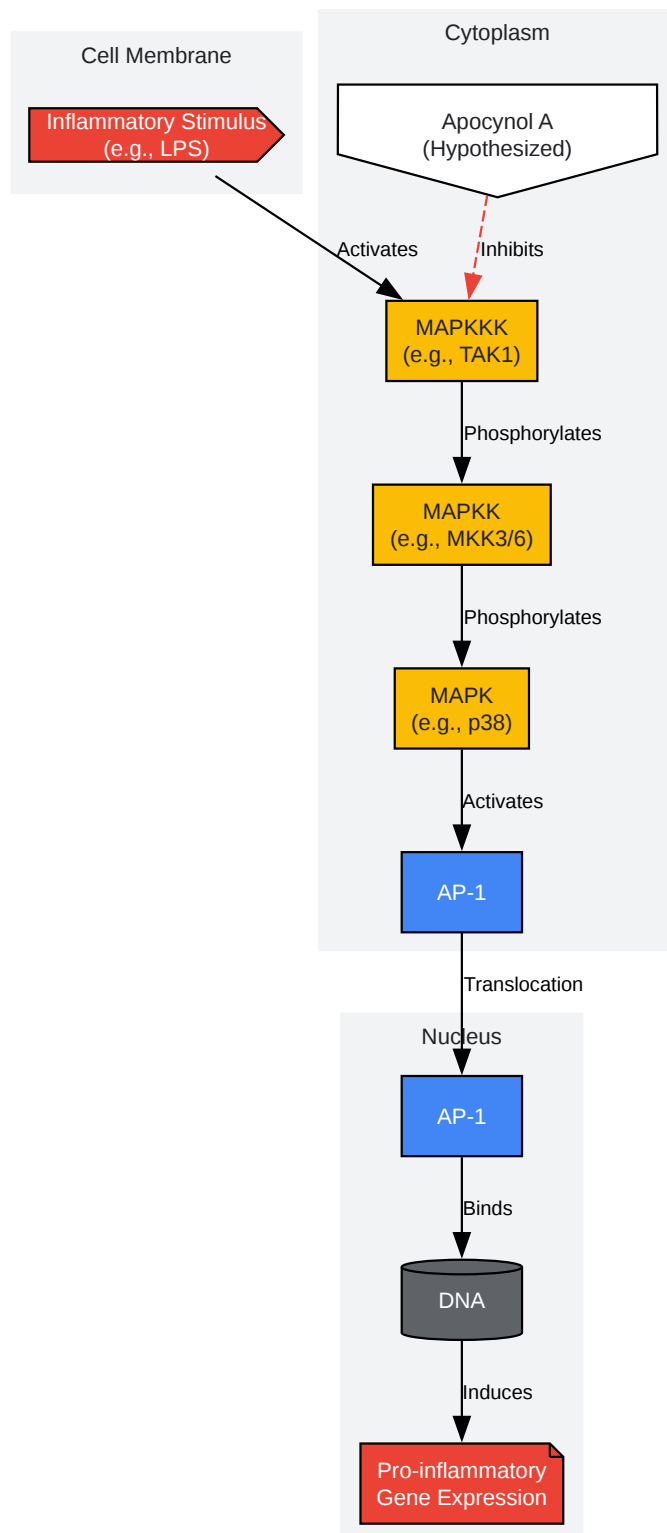 Cell Membrane
Inflammatory Stimulus
(e.g., LPS)
Cytoplasm
Apocynol A
(Hypothesized)
Activates
Inhibits
MAPKKK
(e.g., TAK1)
Phosphorylates
MAPKK
(e.g., MKK3/6)
Phosphorylates
MAPK
(e.g., p38)
Activates
AP-1
Translocation
Nucleus
AP-1
Binds
DNA
Induces
Pro-inflammatory
Gene Expression